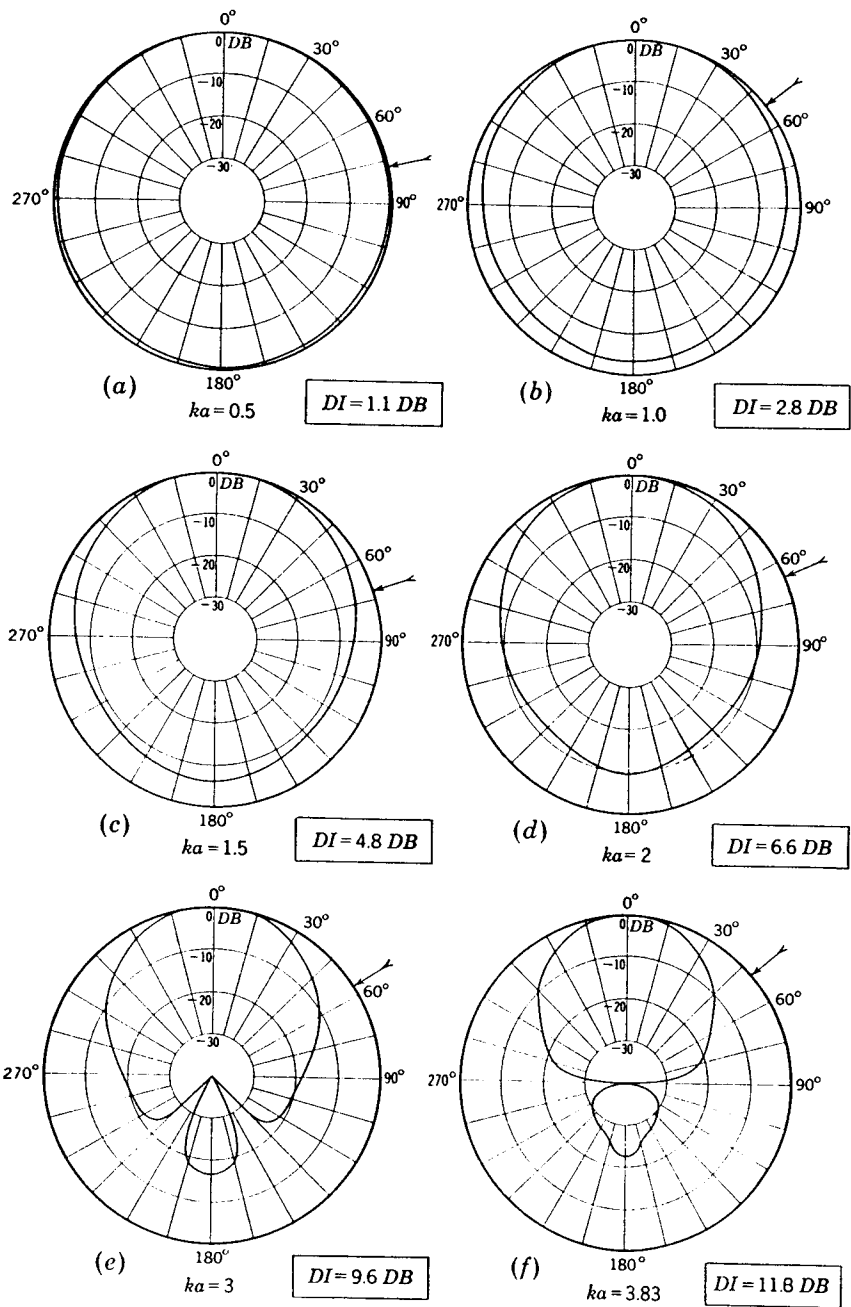 0°
0 DB
30°
-10
60°
-20
-30
270°
90°
180°
(a)
ka=0.5
DI=1.1 DB
0°
0 DB
30°
-10
60°
-20
-30
270°
90°
180°
(b)
ka=1.0
DI=2.8 DB
0°
0 DB
30°
-10
60°
-20
-30
270°
90°
180°
(c)
ka=1.5
DI=4.8 DB
0°
0 DB
30°
-10
60°
-20
-30
270°
90°
180°
(d)
ka=2
DI=6.6 DB
0°
0 DB
30°
-10
60°
-20
-30
270°
90°
180°
(e)
ka=3
DI=9.6 DB
0°
0 DB
30°
-10
60°
-20
-30
270°
90°
180°
(f)
ka=3.83
DI=11.8 DB